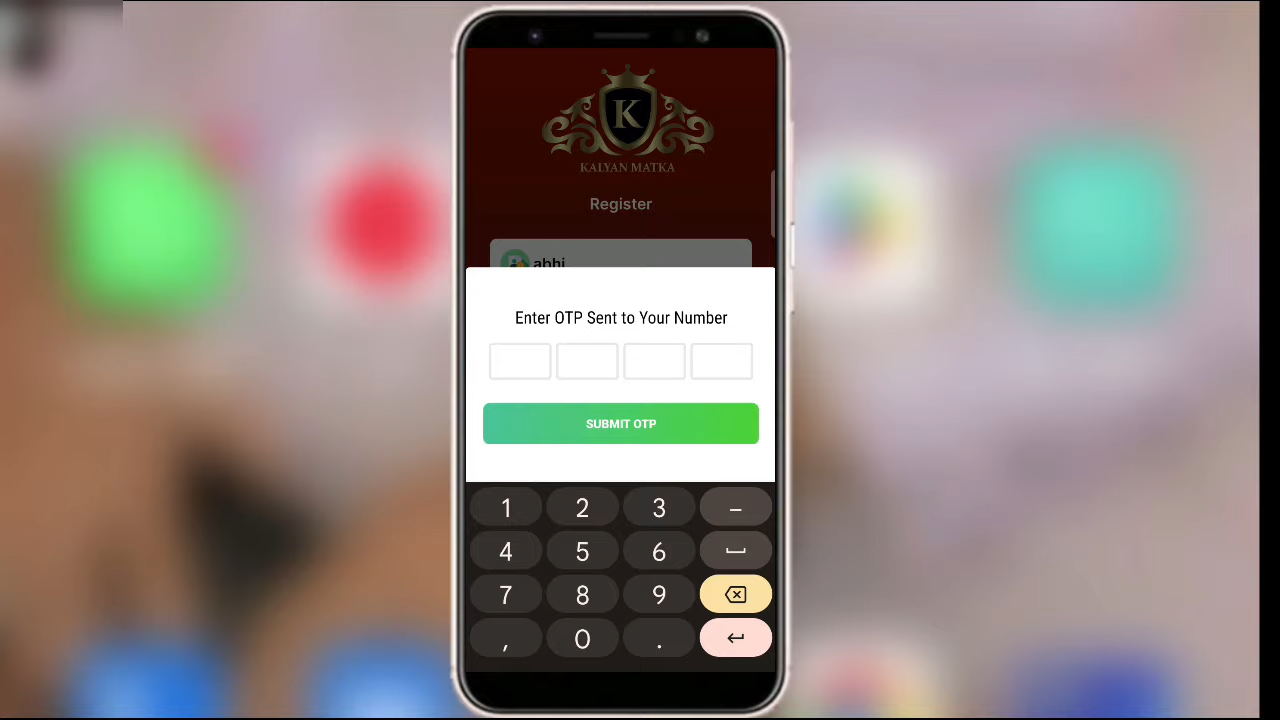 K
KALYAN MATKA
Register
abhi
Enter OTP Sent to Your Number
SUBMIT OTP
1 2 3 –
4 5 6
7 8 9
, 0 .